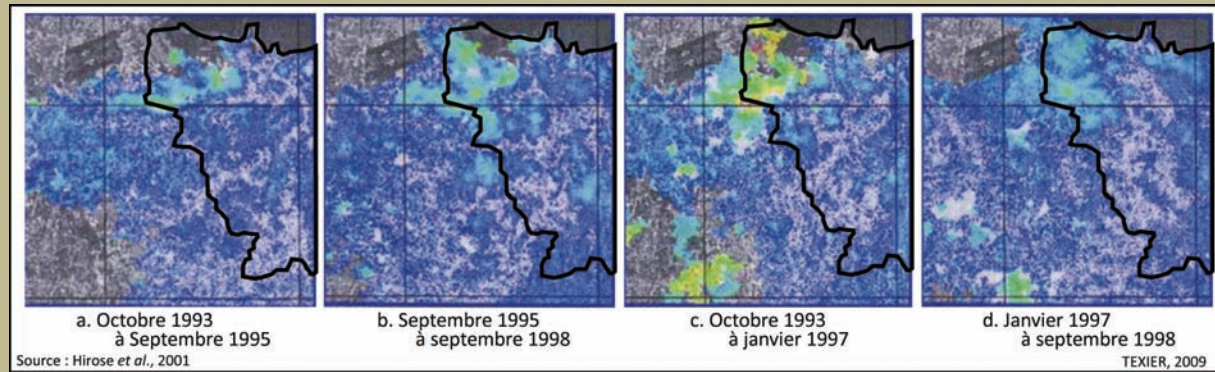 a. Octobre 1993
à Septembre 1995
b. Septembre 1995
à septembre 1998
c. Octobre 1993
à janvier 1997
d. Janvier 1997
à septembre 1998
Source : Hirose et al., 2001
TEXIER, 2009